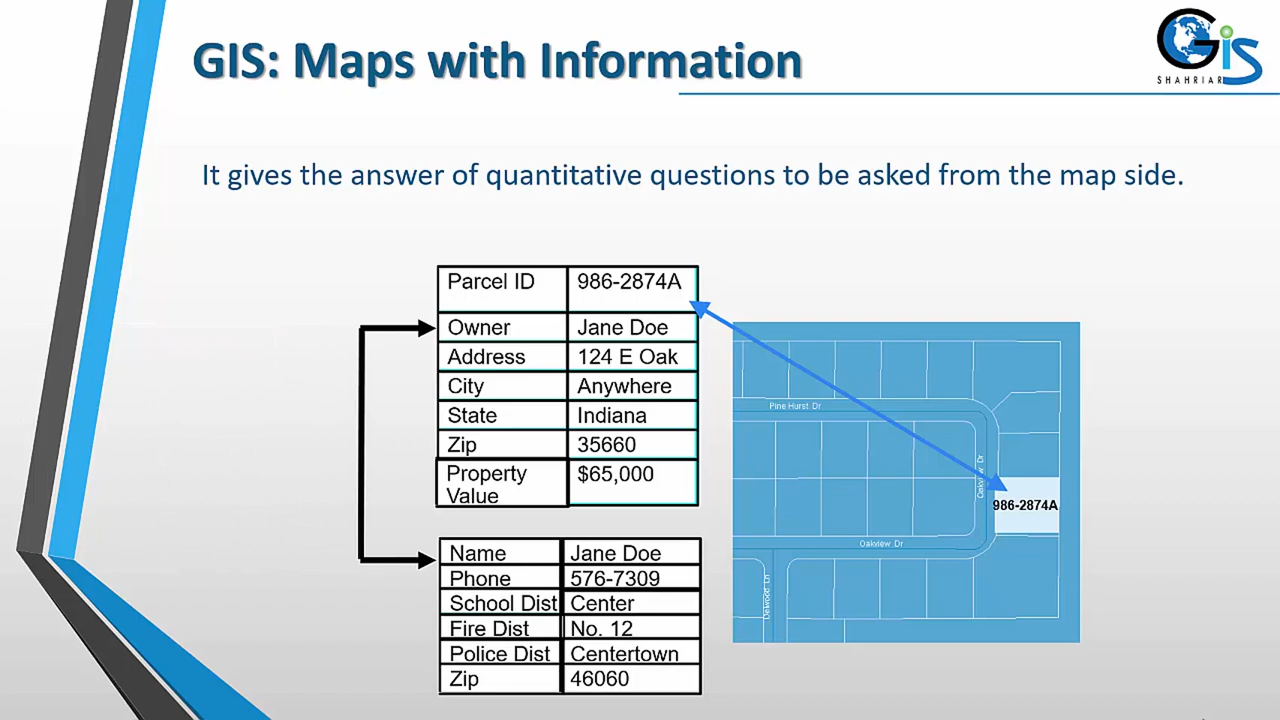 GIS: Maps with Information
GiS
SHAHRIAR
It gives the answer of quantitative questions to be asked from the map side.
Parcel ID 986-2874A
Owner Jane Doe
Address 124 E Oak
City Anywhere
State Indiana
Zip 35660
Property Value $65,000
Name Jane Doe
Phone 576-7309
School Dist Center
Fire Dist No. 12
Police Dist Centertown
Zip 46060
Pine Hurst Dr
Oakview Dr
986-2874A
Oakview Dr